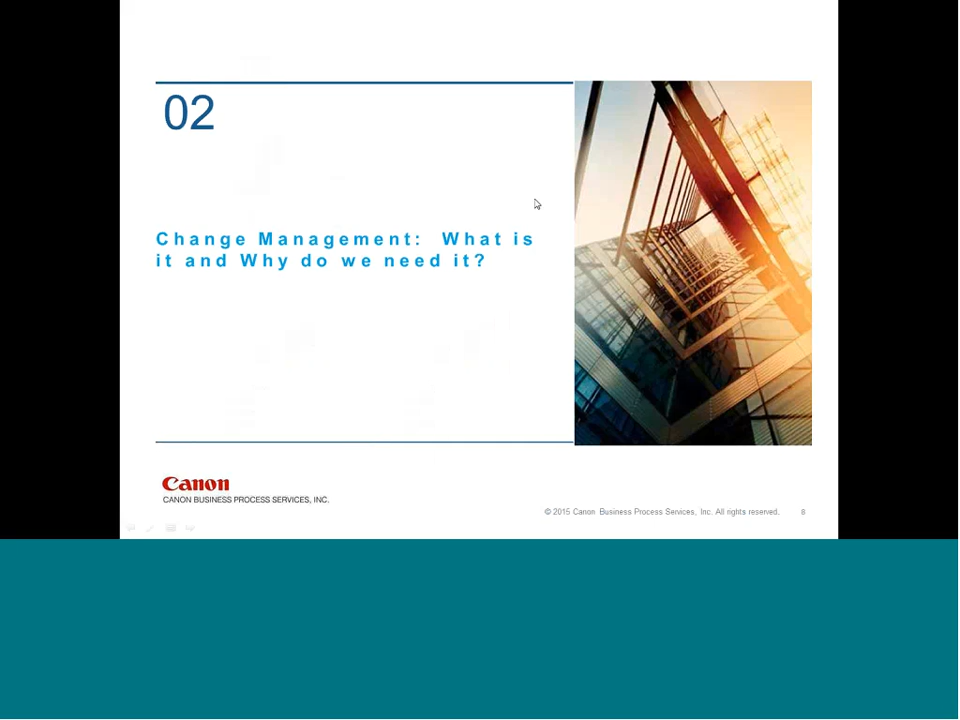 02
Change Management: What is
it and Why do we need it?
Canon
CANON BUSINESS PROCESS SERVICES, INC.
© 2015 Canon Business Process Services, Inc. All rights reserved. 8